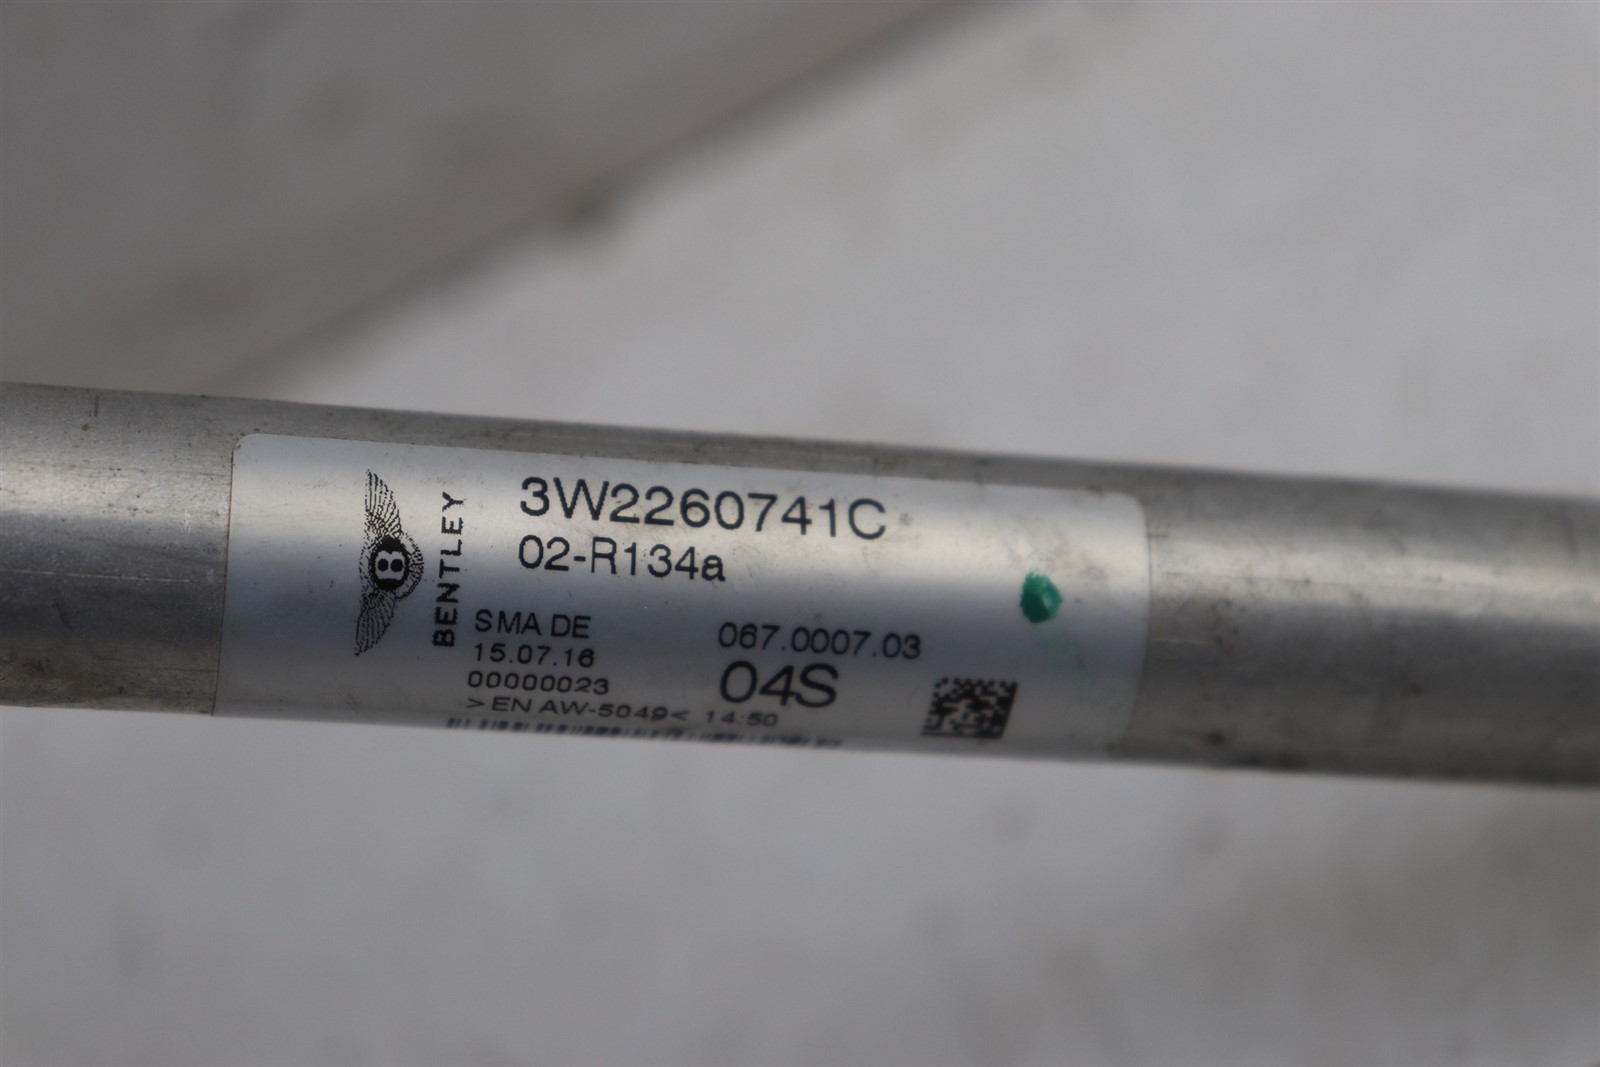 B
BENTLEY
3W2260741C
02-R134a
SMA DE
067.0007.03
15.07.16
00000023
04S
>EN AW-5049< 14:50